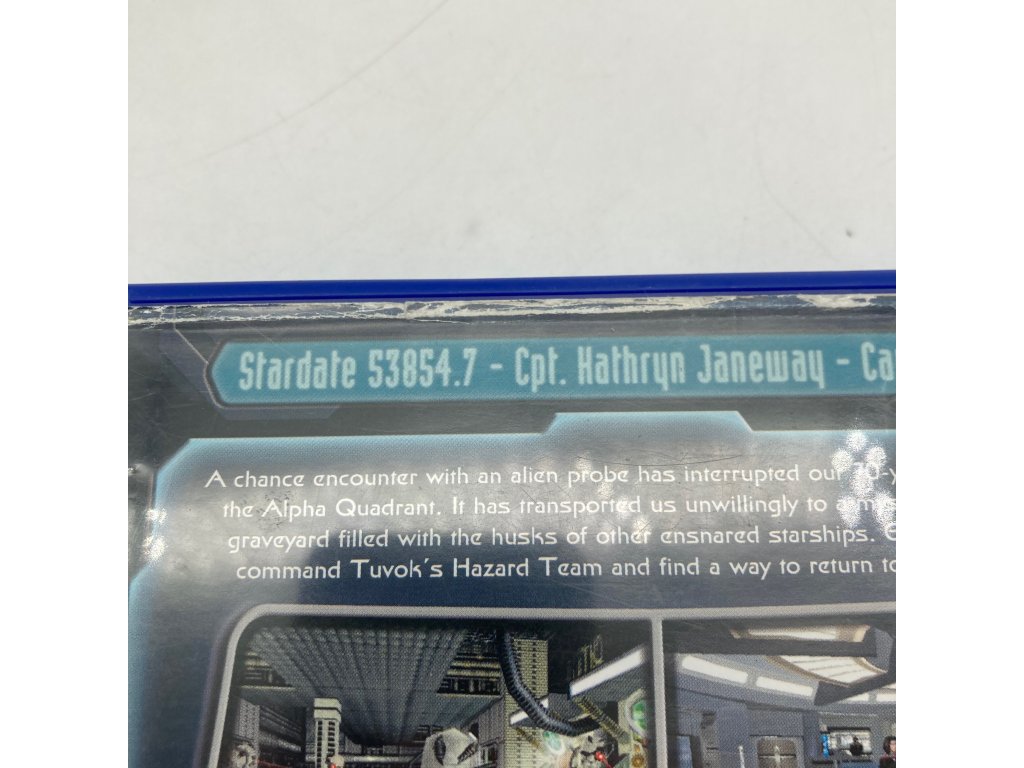 Stardate 53854.7 - Cpt. Kathryn Janeway - Ca
A chance encounter with an alien probe has interrupted our 70-y
the Alpha Quadrant. It has transported us unwillingly to a
graveyard filled with the husks of other ensnared starships.
command Tuvok's Hazard Team and find a way to return to